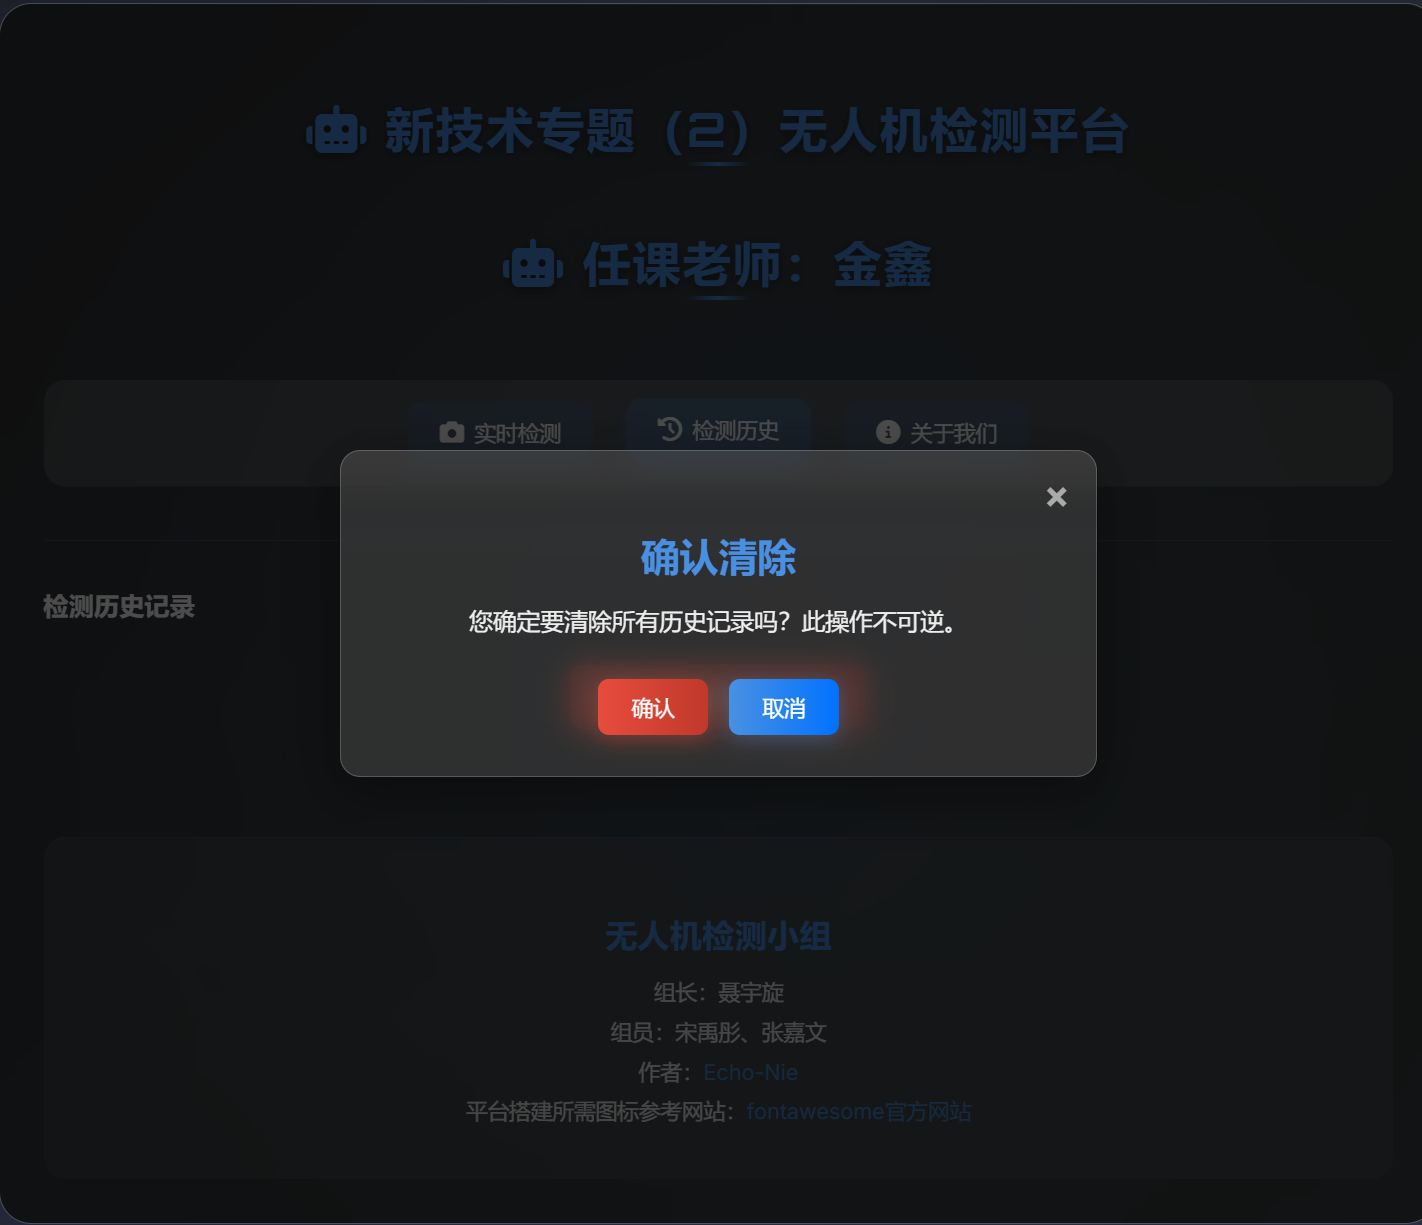 新技术专题（2）无人机检测平台
任课老师：金鑫
实时检测
检测历史
关于我们
确认清除
检测历史记录
您确定要清除所有历史记录吗？此操作不可逆。
确认
取消
无人机检测小组
组长：聂宇旋
组员：宋禹彤、张嘉文
作者：Echo-Nie
平台搭建所需图标参考网站：fontawesome官方网站